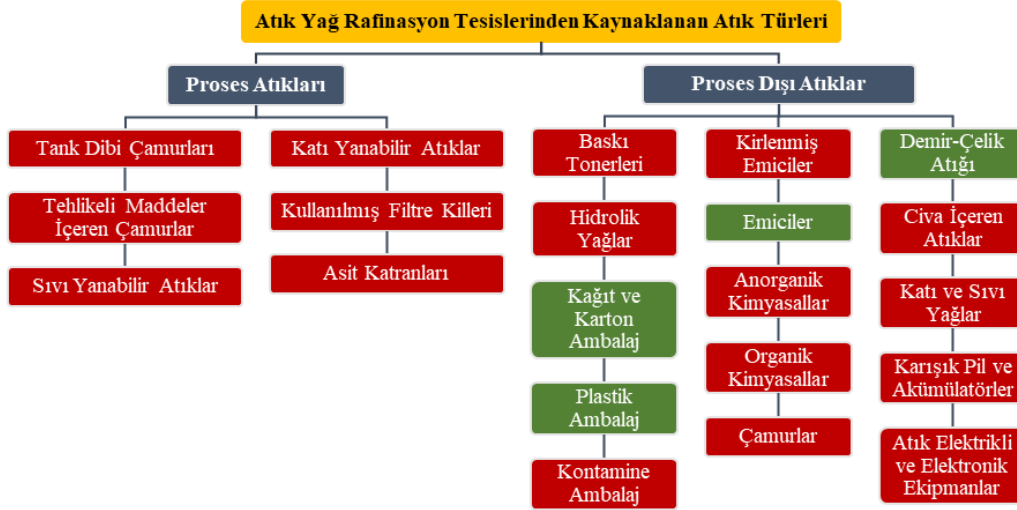 Atık Yağ Rafinasyon Tesislerinden Kaynaklanan Atık Türleri
Proses Atıkları
Tank Dibi Çamurları
Tehlikeli Maddeler
İçeren Çamurlar
Sıvı Yanabilir Atıklar
Katı Yanabilir Atıklar
Kullanılmış Filtre Killeri
Asit Katranları
Proses Dışı Atıklar
Baskı
Tonerleri
Hidrolik
Yağlar
Kağıt ve
Karton
Ambalaj
Plastik
Ambalaj
Kontamine
Ambalaj
Kirlenmiş
Emiciler
Emiciler
Anorganik
Kimyasallar
Organik
Kimyasallar
Çamurlar
Demir-Çelik
Atığı
Civa İçeren
Atıklar
Katı ve Sıvı
Yağlar
Karışık Pil ve
Akümülatörler
Atık Elektrikli
ve Elektronik
Ekipmanlar